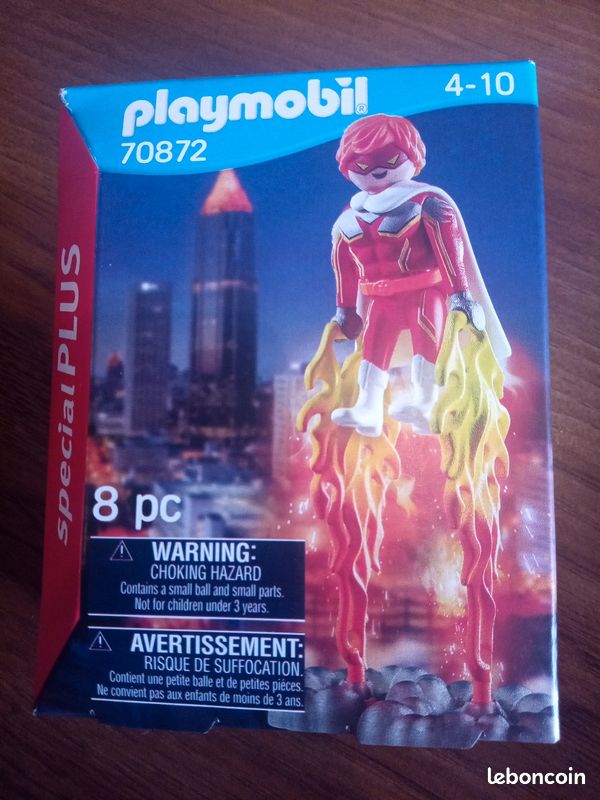 playmobil®
4-10
70872
specialPLUS
8 pc
WARNING:
CHOKING HAZARD
Contains a small ball and small parts.
Not for children under 3 years.
AVERTISSEMENT:
RISQUE DE SUFFOCATION.
Contient une petite balle et de petites pièces.
Ne convient pas aux enfants de moins de 3 ans.
leboncoin